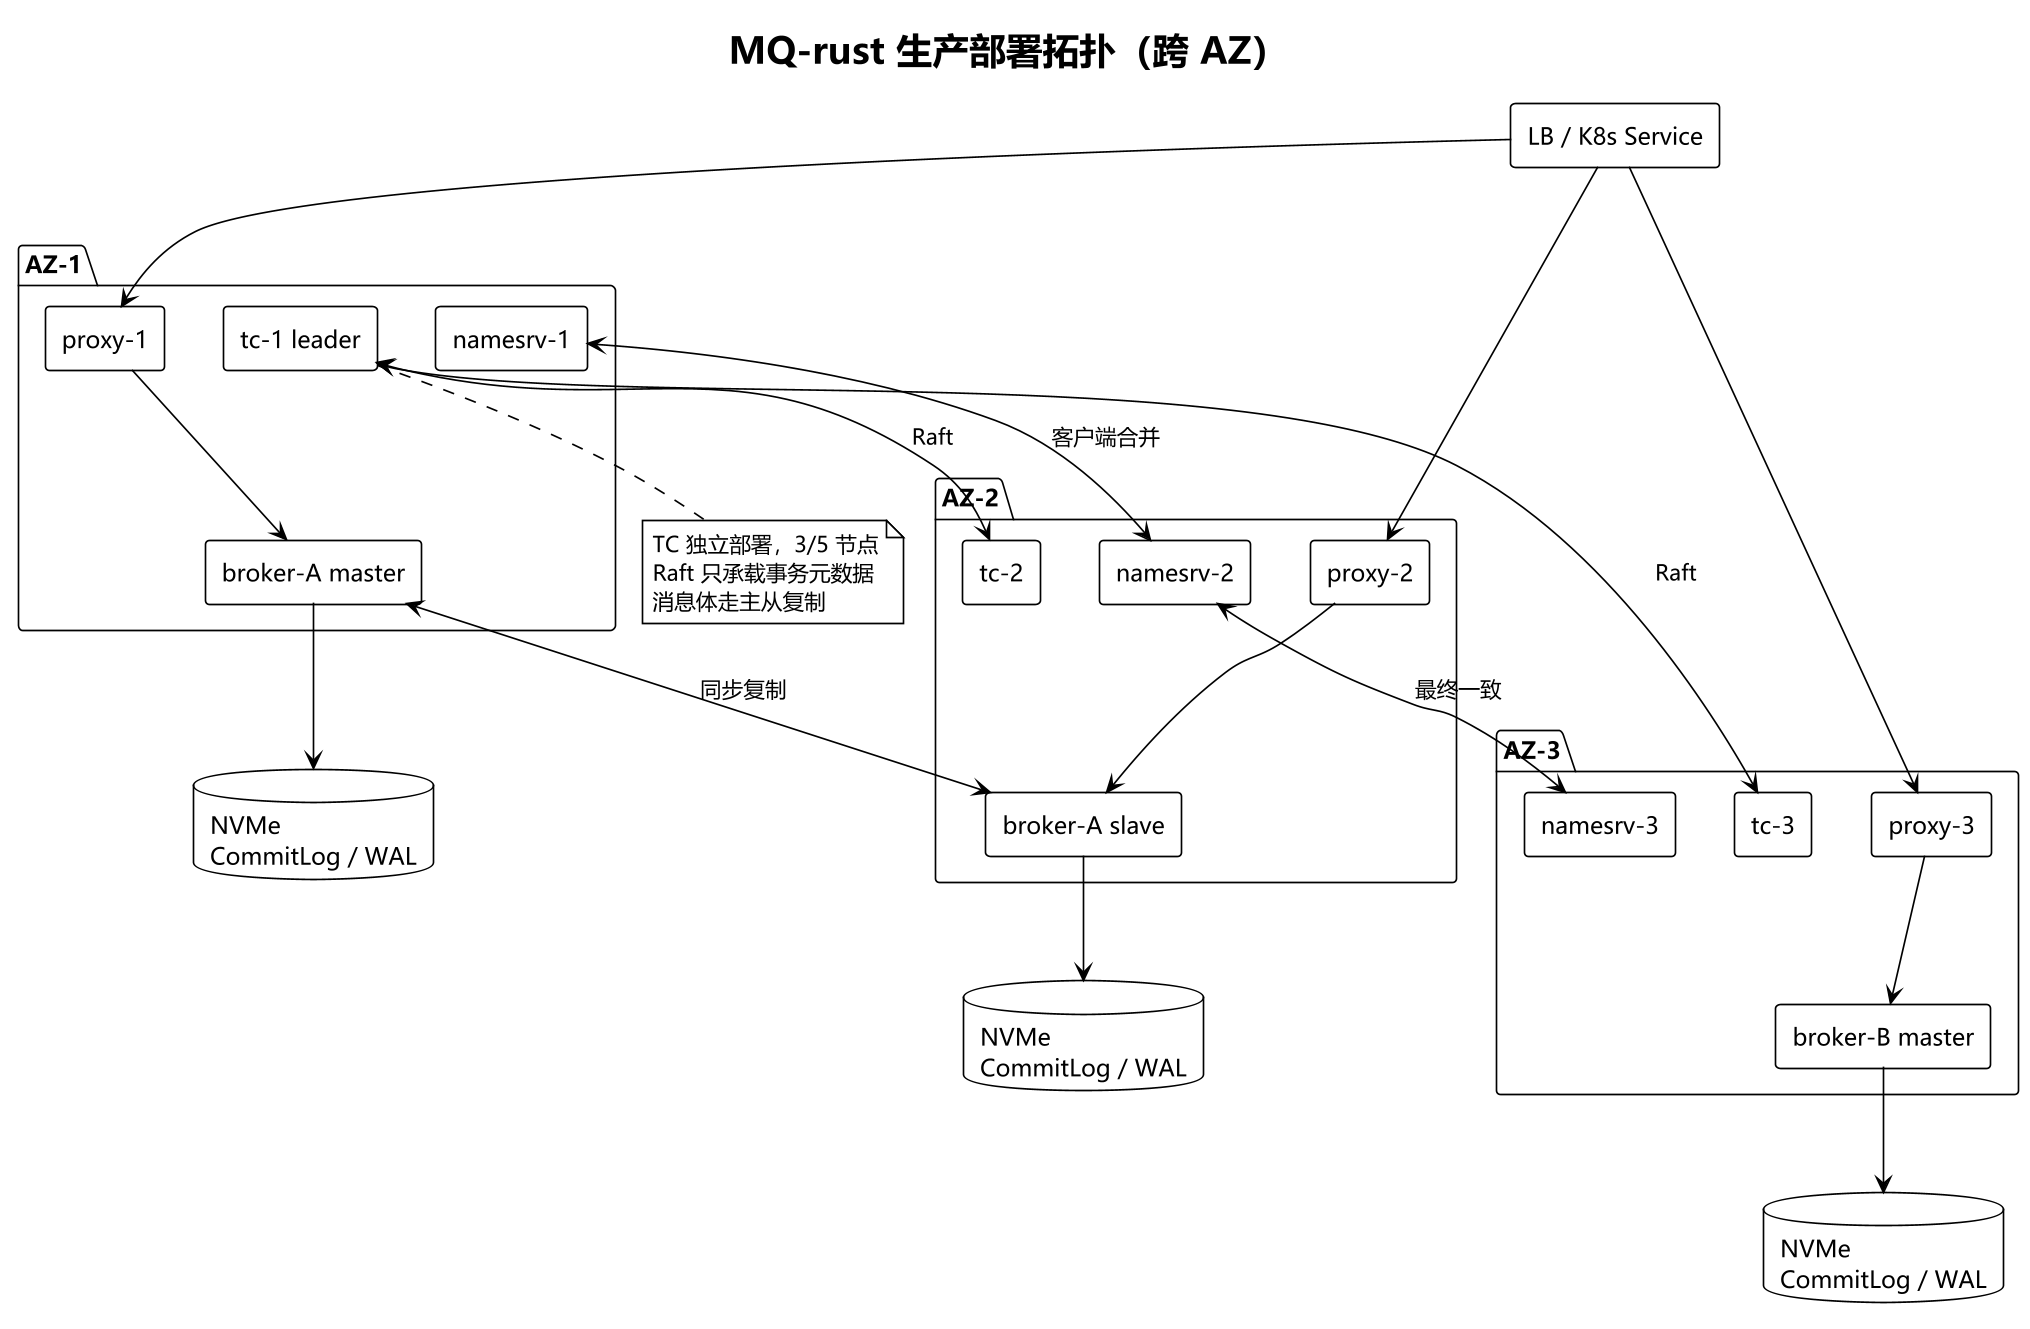 MQ-rust 生产部署拓扑（跨 AZ）
LB / K8s Service
AZ-1
proxy-1
tc-1 leader
namesrv-1
Raft
客户端合并
AZ-2
TC 独立部署，3/5 节点
Raft 只承载事务元数据
消息体走主从复制
broker-A master
tc-2
namesrv-2
proxy-2
Raft
同步复制
最终一致
AZ-3
NVMe
CommitLog / WAL
broker-A slave
namesrv-3
tc-3
proxy-3
NVMe
CommitLog / WAL
broker-B master
NVMe
CommitLog / WAL